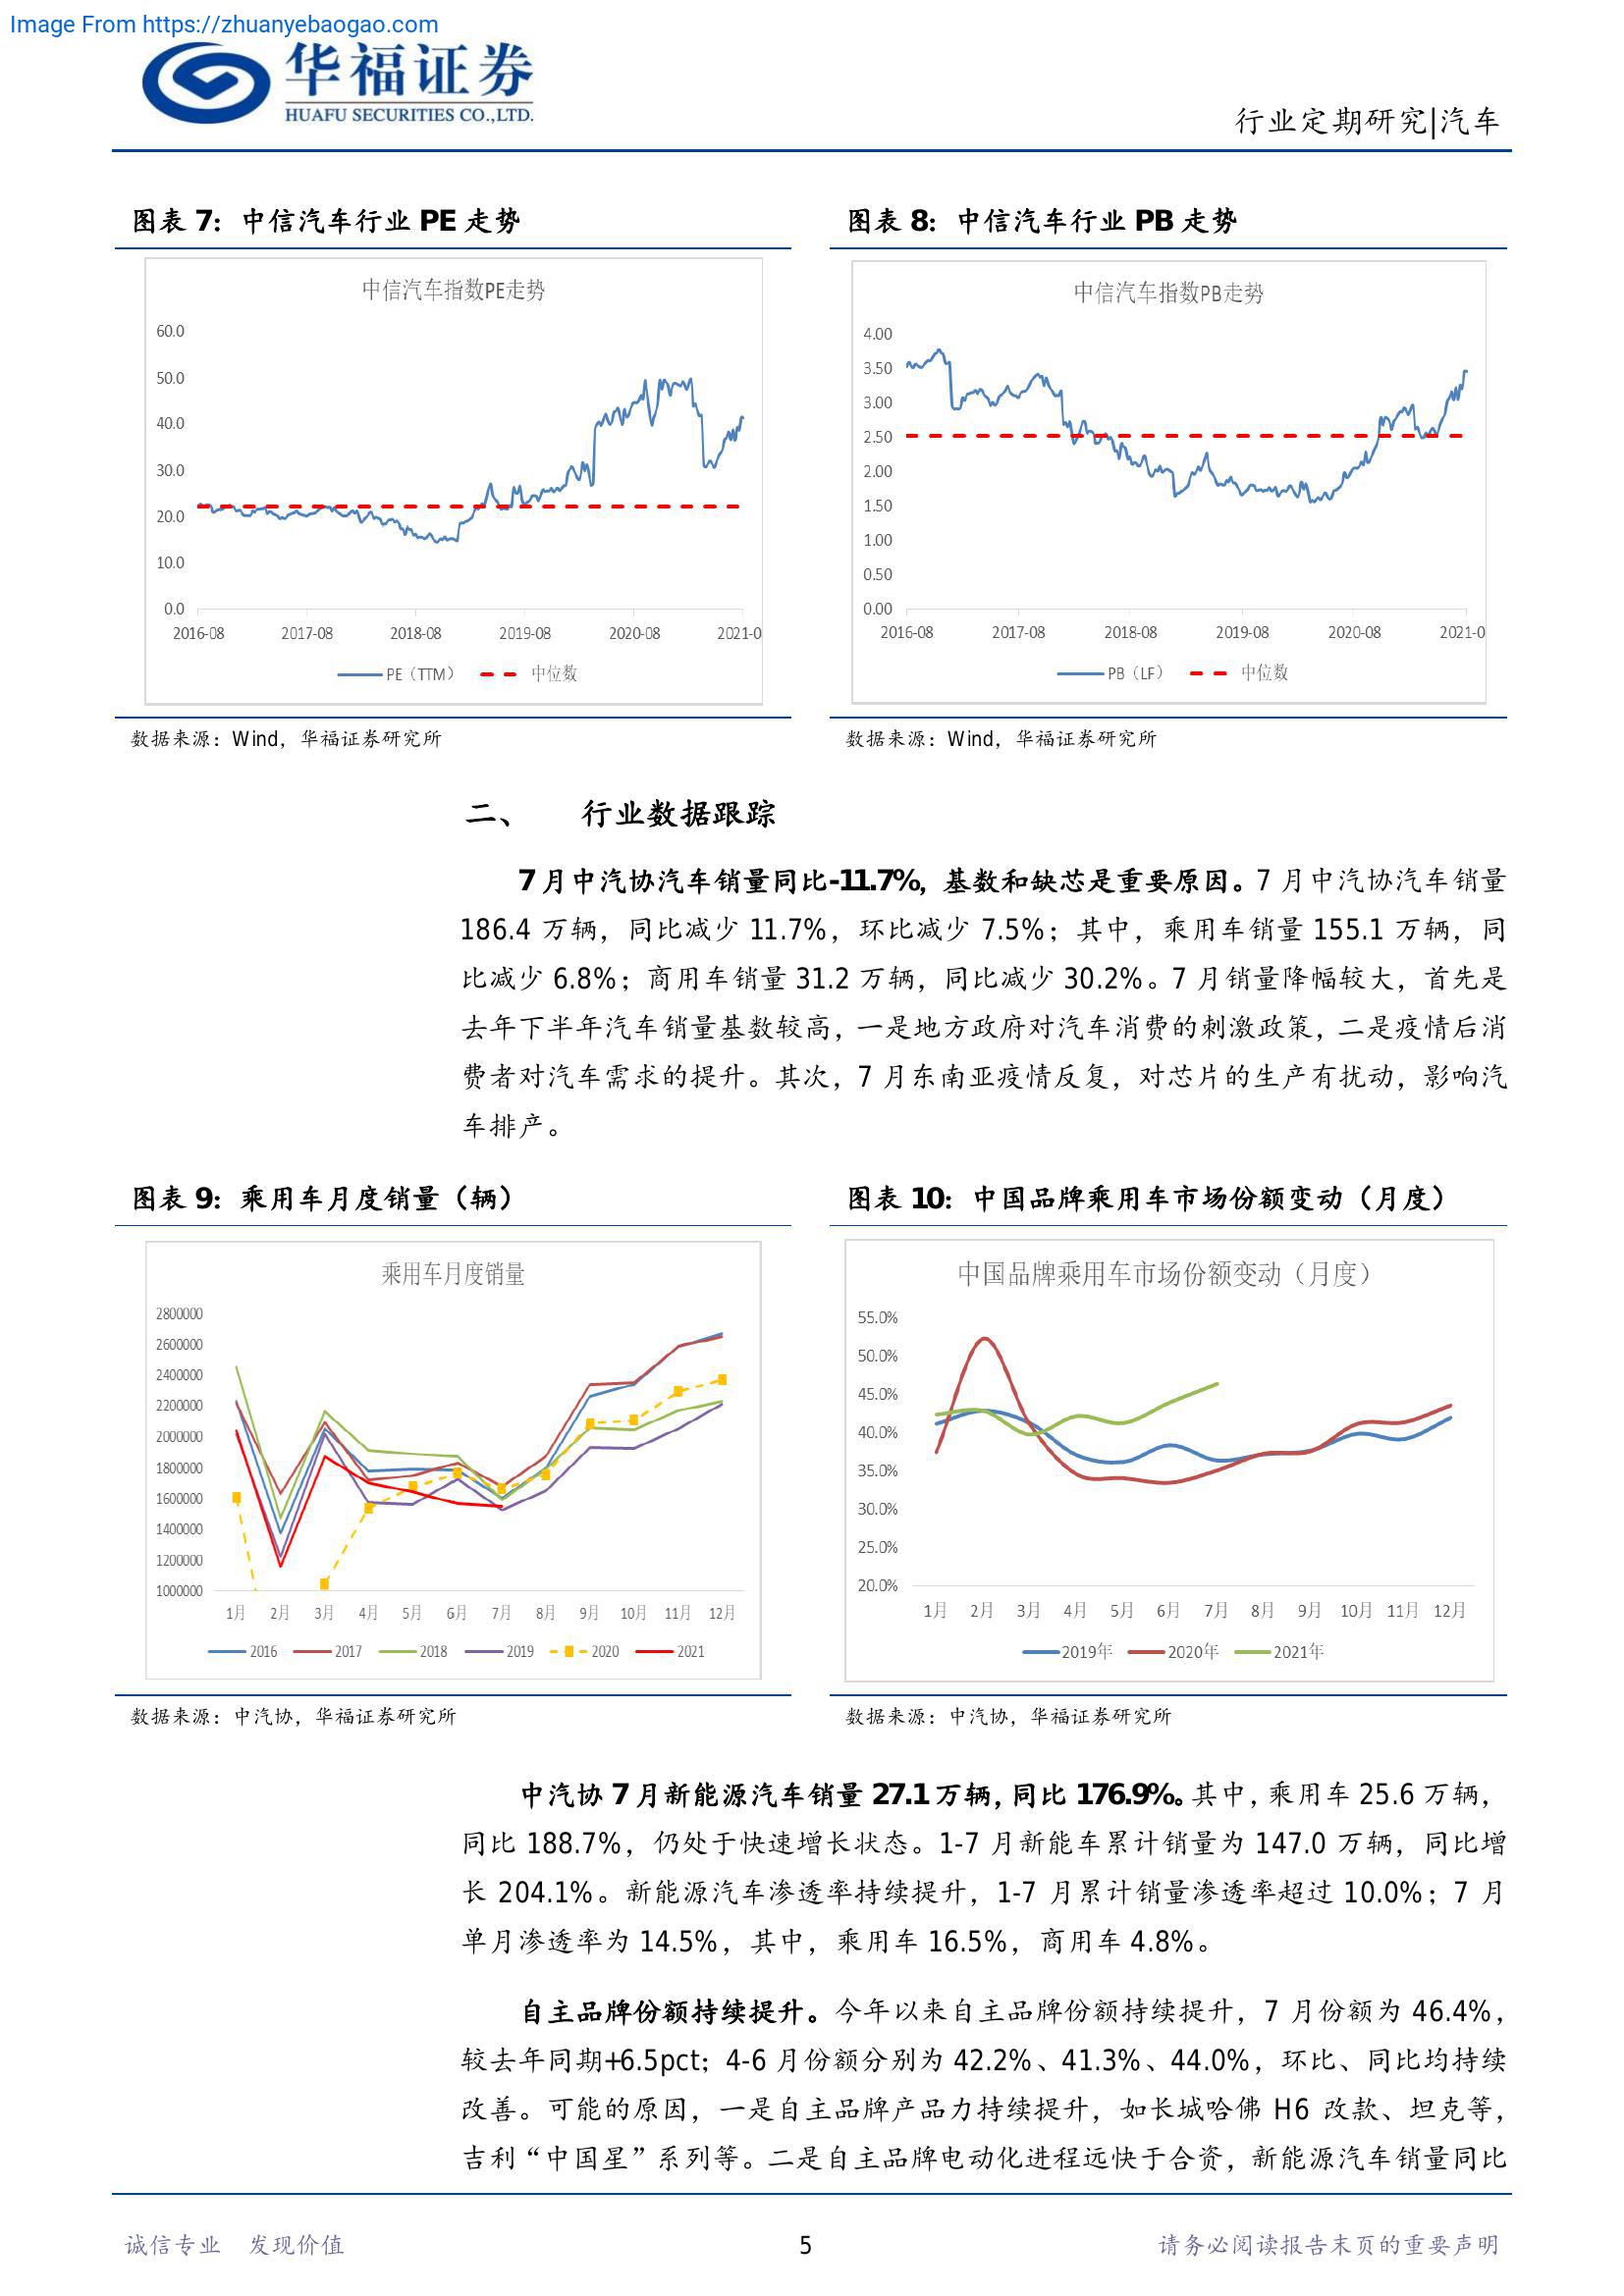 Image From https://zhuanyebaogao.com
华福证券
HUAFU SECURITIES CO.,LTD.
行业定期研究|汽车
图表 7：中信汽车行业 PE 走势
中信汽车指数PE走势
60.0
50.0
40.0
30.0
20.0
10.0
0.0
2016-08 2017-08 2018-08 2019-08 2020-08 2021-0
PE（TTM） 中位数
数据来源：Wind，华福证券研究所
图表 8：中信汽车行业 PB 走势
中信汽车指数PB走势
4.00
3.50
3.00
2.50
2.00
1.50
1.00
0.50
0.00
2016-08 2017-08 2018-08 2019-08 2020-08 2021-0
PB（LF） 中位数
数据来源：Wind，华福证券研究所
二、 行业数据跟踪
7 月中汽协汽车销量同比-11.7%，基数和缺芯是重要原因。7 月中汽协汽车销量
186.4 万辆，同比减少 11.7%，环比减少 7.5%；其中，乘用车销量 155.1 万辆，同
比减少 6.8%；商用车销量 31.2 万辆，同比减少 30.2%。7 月销量降幅较大，首先是
去年下半年汽车销量基数较高，一是地方政府对汽车消费的刺激政策，二是疫情后消
费者对汽车需求的提升。其次，7 月东南亚疫情反复，对芯片的生产有扰动，影响汽
车排产。
图表 9：乘用车月度销量（辆）
乘用车月度销量
2800000
2600000
2400000
2200000
2000000
1800000
1600000
1400000
1200000
1000000
1月 2月 3月 4月 5月 6月 7月 8月 9月 10月 11月 12月
2016 2017 2018 2019 2020 2021
数据来源：中汽协，华福证券研究所
图表 10：中国品牌乘用车市场份额变动（月度）
中国品牌乘用车市场份额变动（月度）
55.0%
50.0%
45.0%
40.0%
35.0%
30.0%
25.0%
20.0%
1月 2月 3月 4月 5月 6月 7月 8月 9月 10月 11月 12月
2019年 2020年 2021年
数据来源：中汽协，华福证券研究所
中汽协 7 月新能源汽车销量 27.1 万辆，同比 176.9%。其中，乘用车 25.6 万辆，
同比 188.7%，仍处于快速增长状态。1-7 月新能车累计销量为 147.0 万辆，同比增
长 204.1%。新能源汽车渗透率持续提升，1-7 月累计销量渗透率超过 10.0%；7 月
单月渗透率为 14.5%，其中，乘用车 16.5%，商用车 4.8%。
自主品牌份额持续提升。今年以来自主品牌份额持续提升，7 月份额为 46.4%，
较去年同期+6.5pct；4-6 月份额分别为 42.2%、41.3%、44.0%，环比、同比均持续
改善。可能的原因，一是自主品牌产品力持续提升，如长城哈佛 H6 改款、坦克等，
吉利“中国星”系列等。二是自主品牌电动化进程远快于合资，新能源汽车销量同比
诚信专业 发现价值
5
请务必阅读报告末页的重要声明